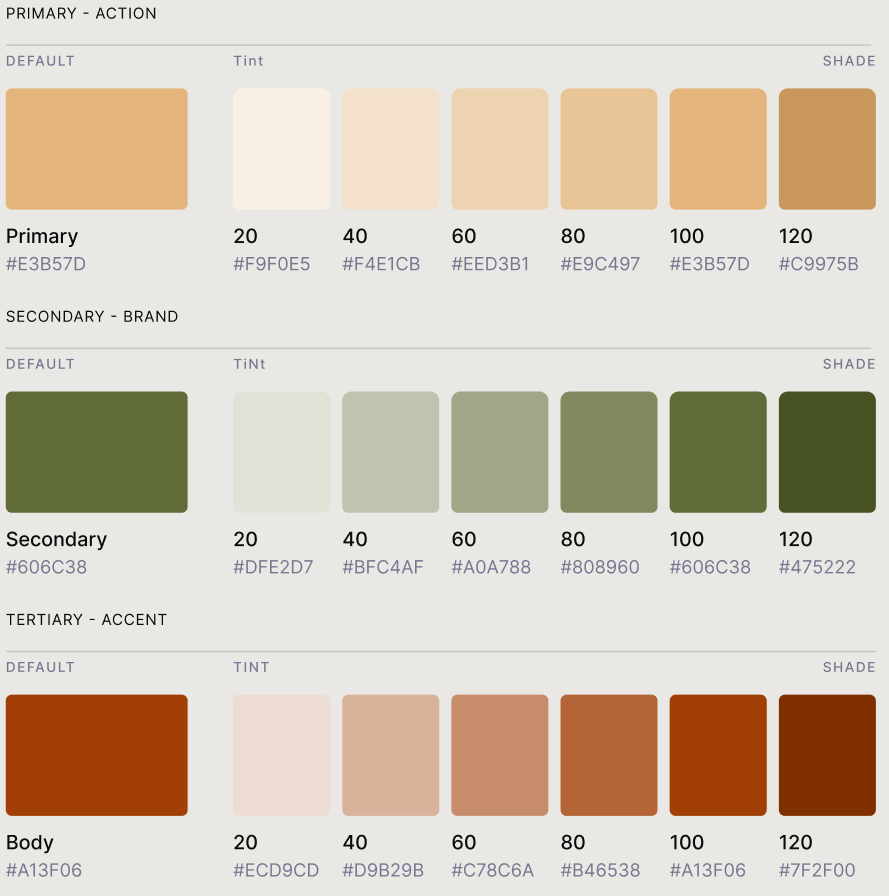 PRIMARY - ACTION
DEFAULT Tint SHADE
Primary 20 40 60 80 100 120
#E3B57D #F9F0E5 #F4E1CB #EED3B1 #E9C497 #E3B57D #C9975B
SECONDARY - BRAND
DEFAULT TiNt SHADE
Secondary 20 40 60 80 100 120
#606C38 #DFE2D7 #BFC4AF #A0A788 #808960 #606C38 #475222
TERTIARY - ACCENT
DEFAULT TINT SHADE
Body 20 40 60 80 100 120
#A13F06 #ECD9CD #D9B29B #C78C6A #B46538 #A13F06 #7F2F00